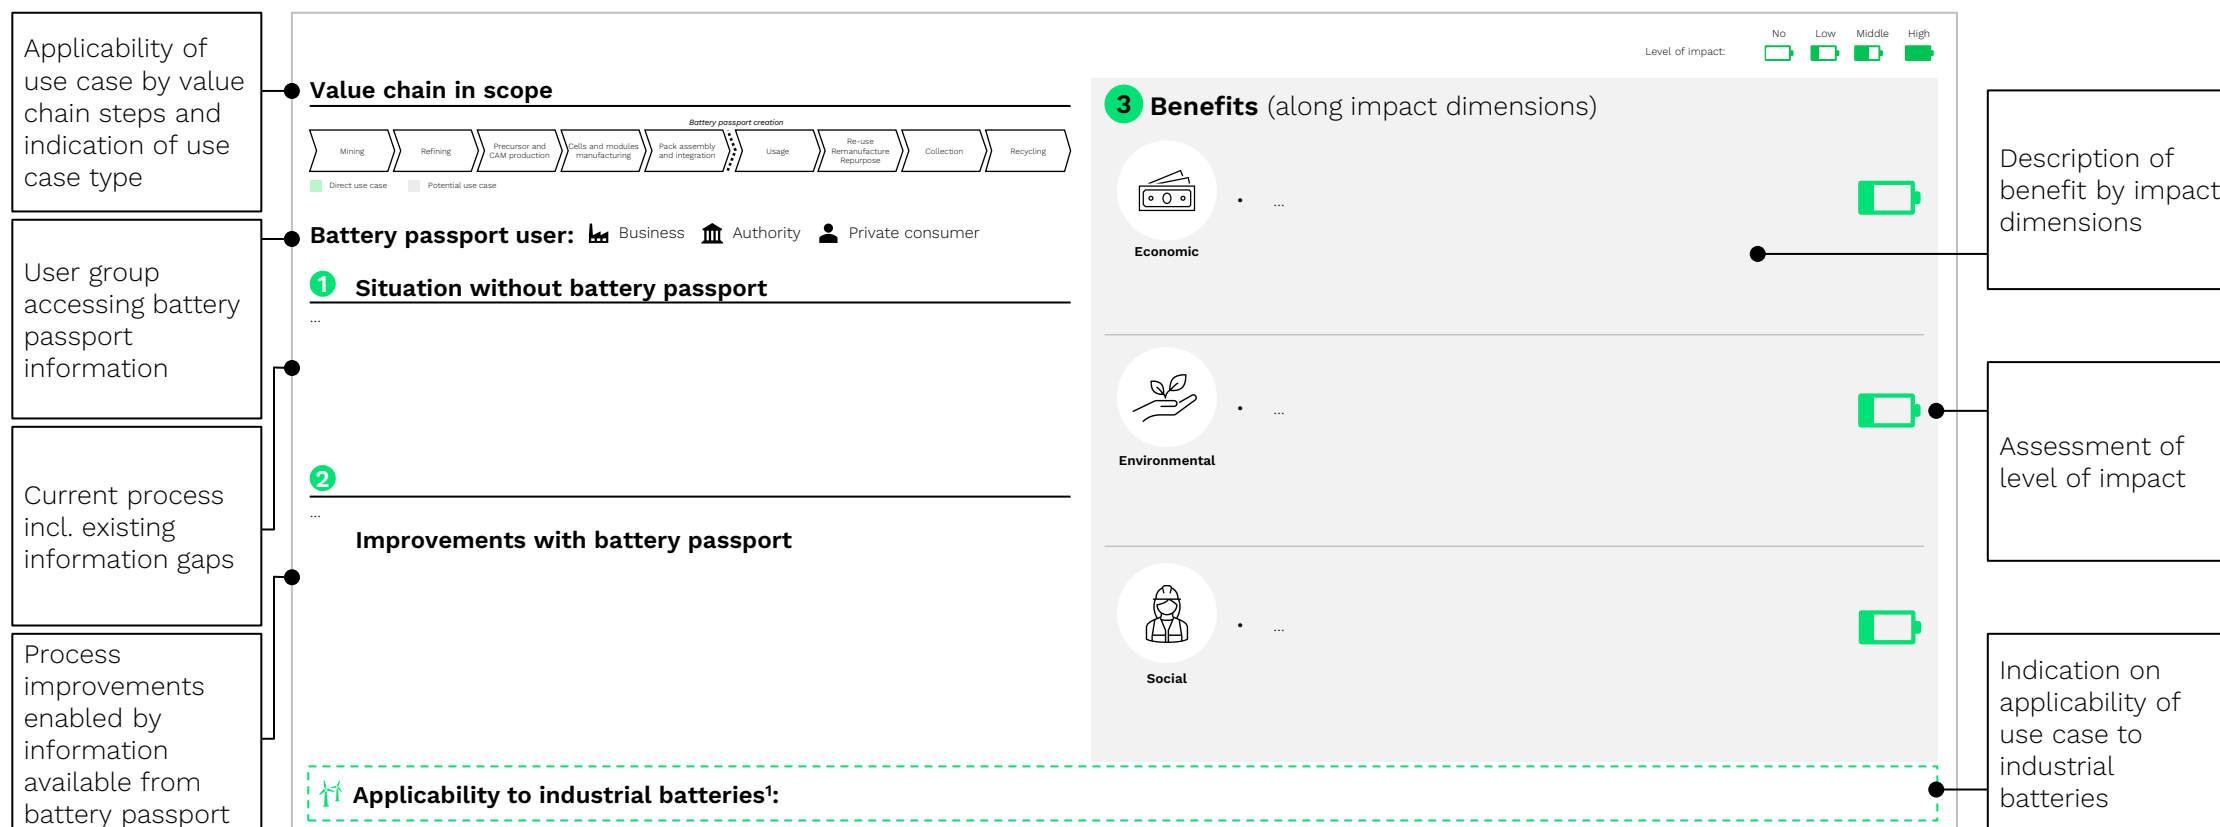 Applicability of
use case by value
chain steps and
indication of use
case type
User group
accessing battery
passport
information
Current process
incl. existing
information gaps
Process
improvements
enabled by
information
available from
battery passport
Level of impact:
No Low Middle High
Value chain in scope
Battery passport creation
Mining
Refining
Precursor and
CAM production
Cells and modules
manufacturing
Pack assembly
and integration
Usage
Re-use
Remanufacture
Repurpose
Collection
Recycling
Direct use case
Potential use case
Battery passport user: Business Authority Private consumer
1 Situation without battery passport
...
2
...
Improvements with battery passport
3 Benefits (along impact dimensions)
• ...
Economic
• ...
Environmental
• ...
Social
Applicability to industrial batteries¹:
Description of
benefit by impact
dimensions
Assessment of
level of impact
Indication on
applicability of
use case to
industrial
batteries